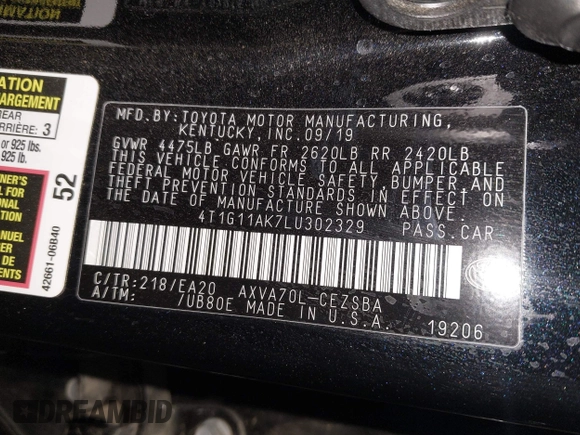 ATION
ARGEMENT
REAR
ARRIÈRE: 3
or 925 lbs.
925 lb.
52
42661-06B40
MFD.BY:TOYOTA MOTOR MANUFACTURING,
KENTUCKY, INC. 09/19
GVWR 4475LB GAWR FR 2620LB RR 2420LB
THIS VEHICLE CONFORMS TO ALL APPLICABLE
FEDERAL MOTOR VEHICLE SAFETY, BUMPER, AND
THEFT PREVENTION STANDARDS IN EFFECT ON
THE DATE OF MANUFACTURE SHOWN ABOVE.
4T1G11AK7LU302329 PASS.CAR
C/TR:218/EA20 AXVA70L-CEZSBA
A/TM: /UB80E MADE IN U.S.A.
19206
DREAMBID